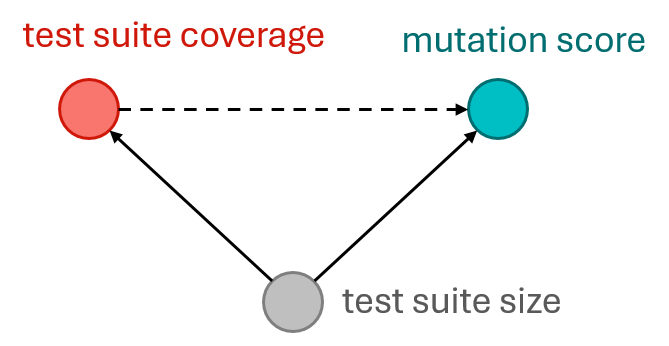 test suite coverage
mutation score
test suite size